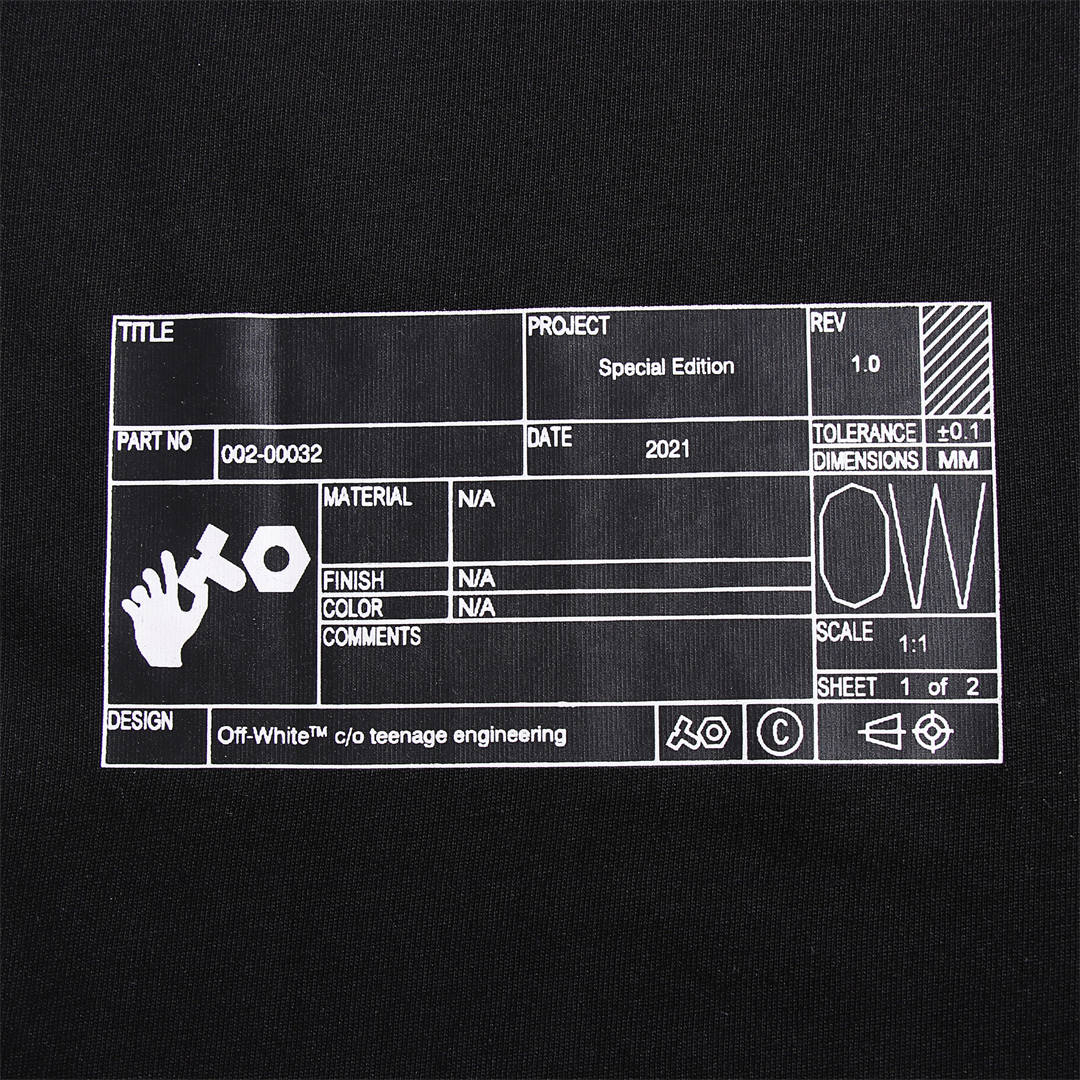 TITLE
PROJECT
Special Edition
REV
1.0
PART NO
002-00032
DATE
2021
TOLERANCE ±0.1
DIMENSIONS MM
MATERIAL N/A
FINISH N/A
COLOR N/A
COMMENTS
OW
SCALE 1:1
SHEET 1 of 2
DESIGN
Off-White™ c/o teenage engineering
©